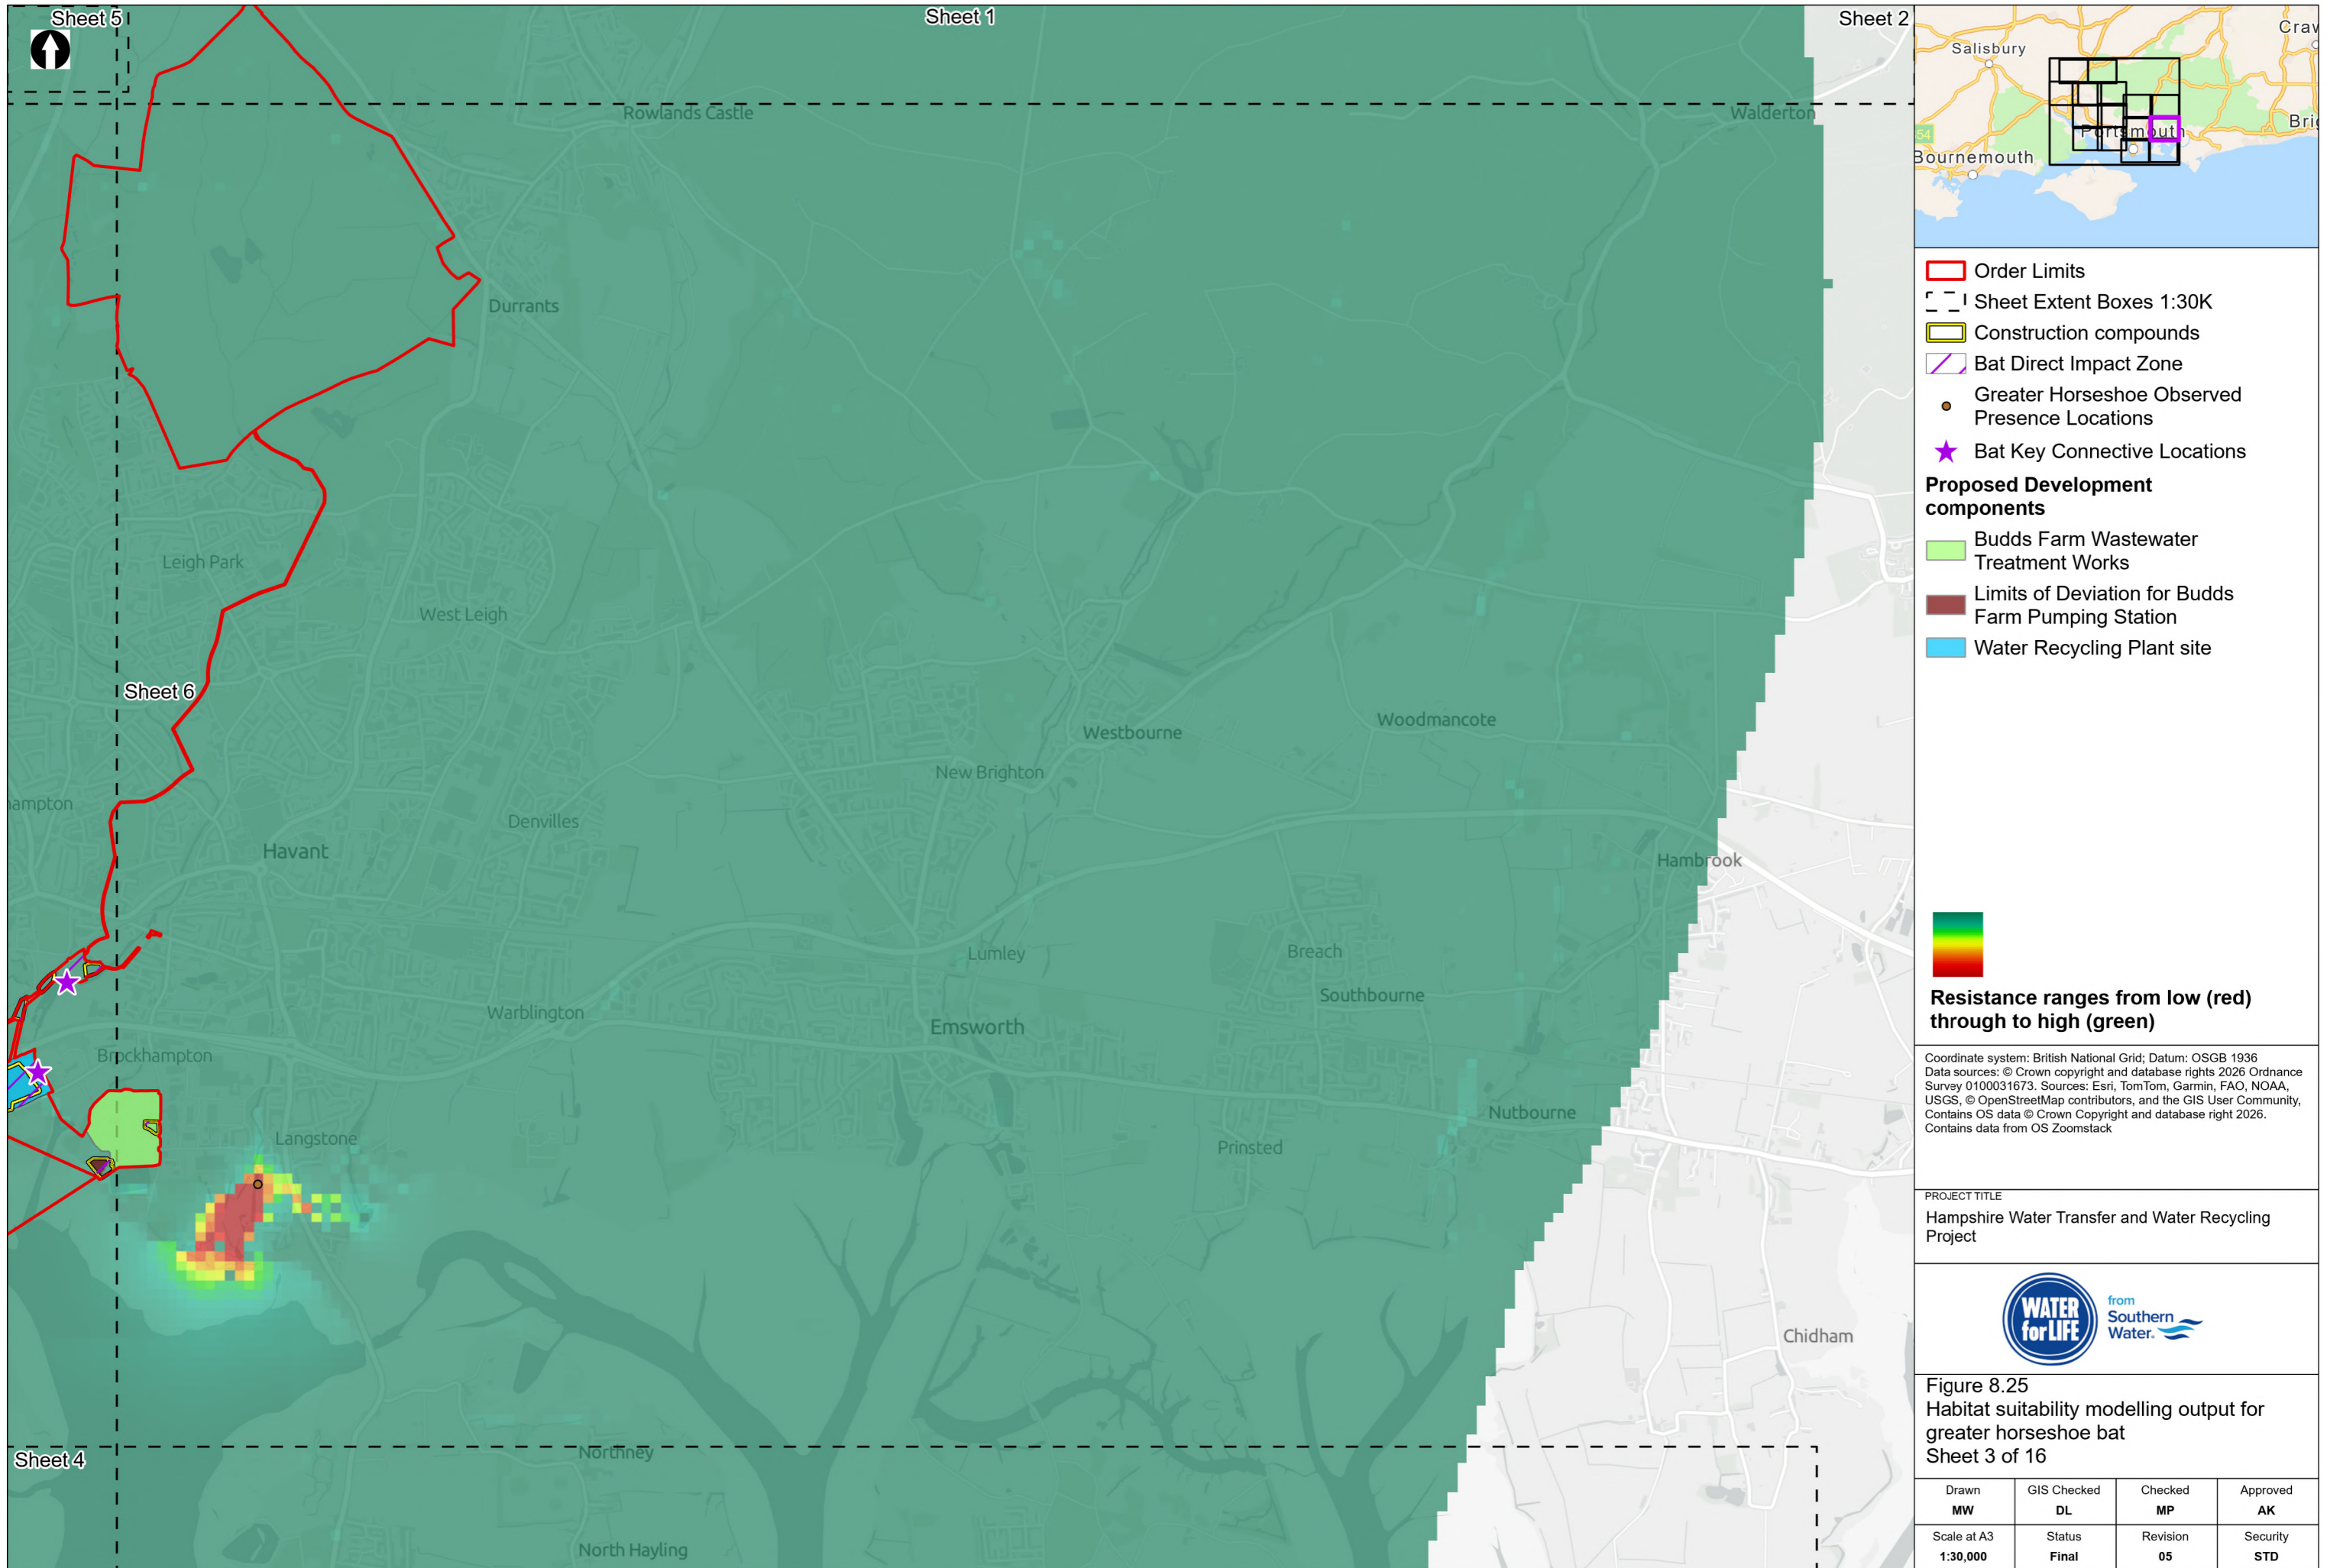 Sheet 5
Sheet 1
Sheet 2
Rowlands Castle
Walderton
Durrants
Leigh Park
West Leigh
Sheet 6
Westbourne
Woodmancote
New Brighton
hampton
Denvilles
Havant
Hambrook
Lumley
Breach
Southbourne
Warblington
Emsworth
Brockhampton
Nutbourne
Langstone
Prinsted
Chidham
Northney
Sheet 4
North Hayling
Salisbury
Craw
54
Portsmouth
Brig
Bournemouth
Order Limits
Sheet Extent Boxes 1:30K
Construction compounds
Bat Direct Impact Zone
Greater Horseshoe Observed
Presence Locations
Bat Key Connective Locations
Proposed Development
components
Budds Farm Wastewater
Treatment Works
Limits of Deviation for Budds
Farm Pumping Station
Water Recycling Plant site
Resistance ranges from low (red)
through to high (green)
Coordinate system: British National Grid; Datum: OSGB 1936
Data sources: © Crown copyright and database rights 2026 Ordnance
Survey 0100031673. Sources: Esri, TomTom, Garmin, FAO, NOAA,
USGS, © OpenStreetMap contributors, and the GIS User Community,
Contains OS data © Crown Copyright and database right 2026.
Contains data from OS Zoomstack
PROJECT TITLE
Hampshire Water Transfer and Water Recycling
Project
WATER
for LIFE
from
Southern
Water.
Figure 8.25
Habitat suitability modelling output for
greater horseshoe bat
Sheet 3 of 16
Drawn GIS Checked Checked Approved
MW DL MP AK
Scale at A3 Status Revision Security
1:30,000 Final 05 STD